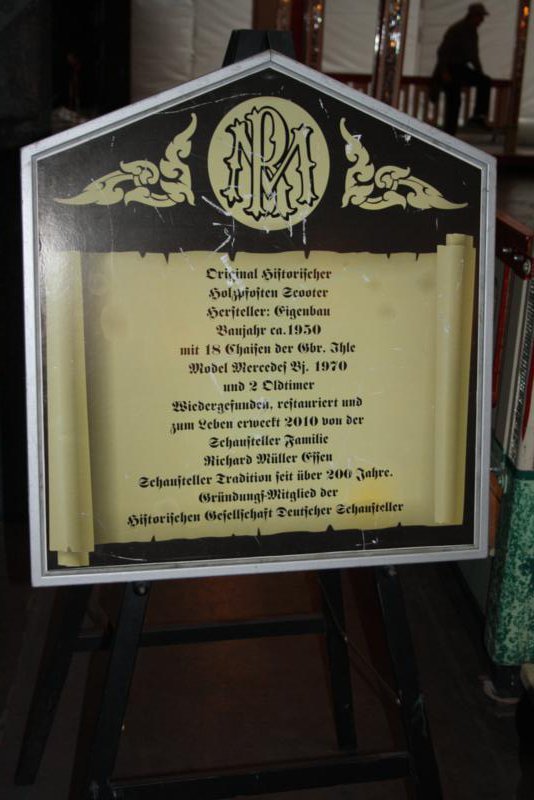 RM
Original Hiſtoriſcher
Holzpfoſten Scooter
Herſteller: Eigenbau
Baujahr ca.1950
mit 18 Chaiſen der Gbr. Ihle
Model Mercedeſ Bj. 1970
und 2 Oldtimer
Wiedergefunden, reſtauriert und
zum Leben erweckt 2010 von der
Schauſteller Familie
Richard Müller Eſſen
Schauſteller Tradition ſeit über 200 Jahre.
Gründungſ-Mitglied der
Hiſtoriſchen Geſellſchaft Deutſcher Schauſteller